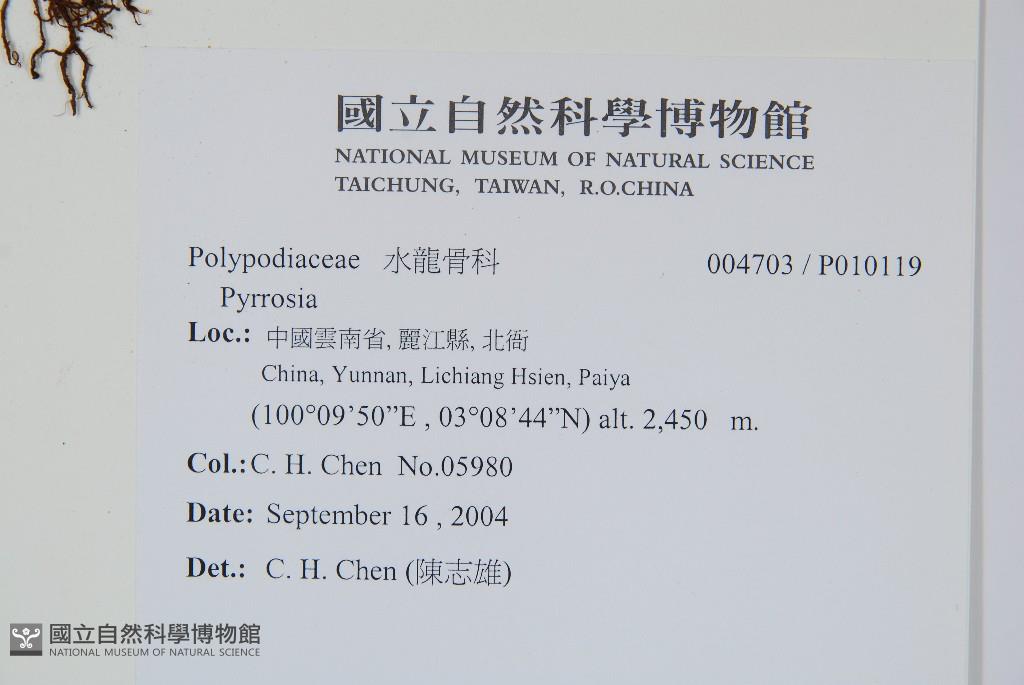 國立自然科學博物館
NATIONAL MUSEUM OF NATURAL SCIENCE
TAICHUNG, TAIWAN, R.O.CHINA
Polypodiaceae 水龍骨科 004703 / P010119
Pyrrosia
Loc.: 中國雲南省, 麗江縣, 北衙
China, Yunnan, Lichiang Hsien, Paiya
(100°09’50”E , 03°08’44”N) alt. 2,450 m.
Col.: C. H. Chen No.05980
Date: September 16 , 2004
Det.: C. H. Chen (陳志雄)
國立自然科學博物館
NATIONAL MUSEUM OF NATURAL SCIENCE